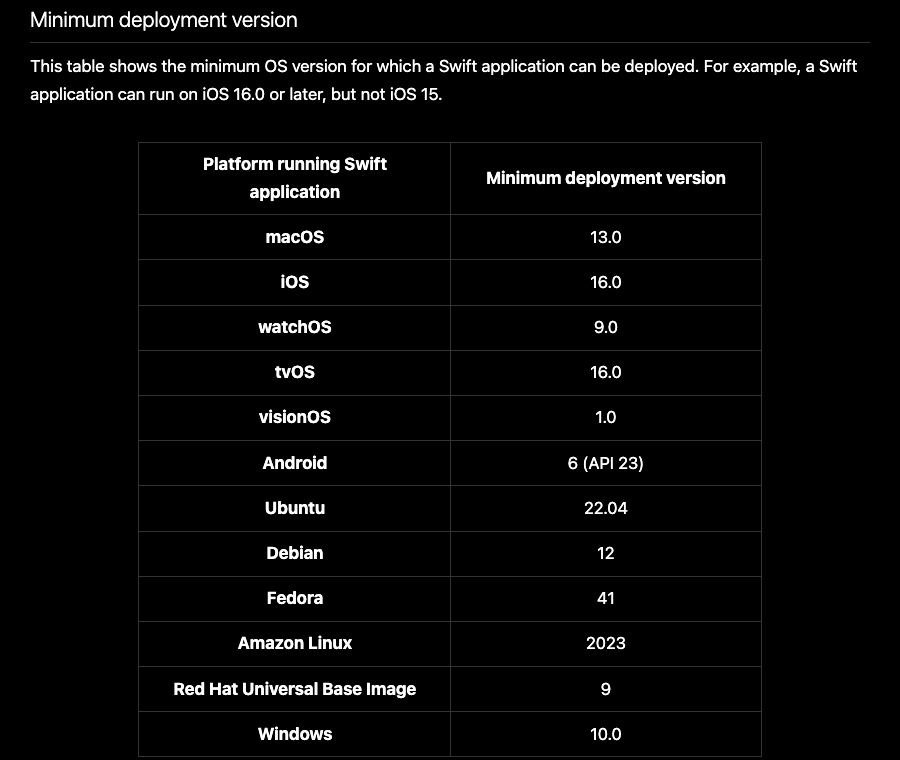 Minimum deployment version
This table shows the minimum OS version for which a Swift application can be deployed. For example, a Swift
application can run on iOS 16.0 or later, but not iOS 15.
Platform running Swift
application
Minimum deployment version
macOS 13.0
iOS 16.0
watchOS 9.0
tvOS 16.0
visionOS 1.0
Android 6 (API 23)
Ubuntu 22.04
Debian 12
Fedora 41
Amazon Linux 2023
Red Hat Universal Base Image 9
Windows 10.0